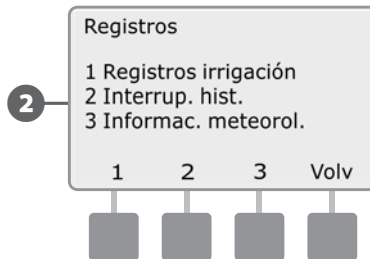 Registros
1 Registros irrigación
2 Interrup. hist.
3 Informac. meteorol.
2
1 2 3 Volv